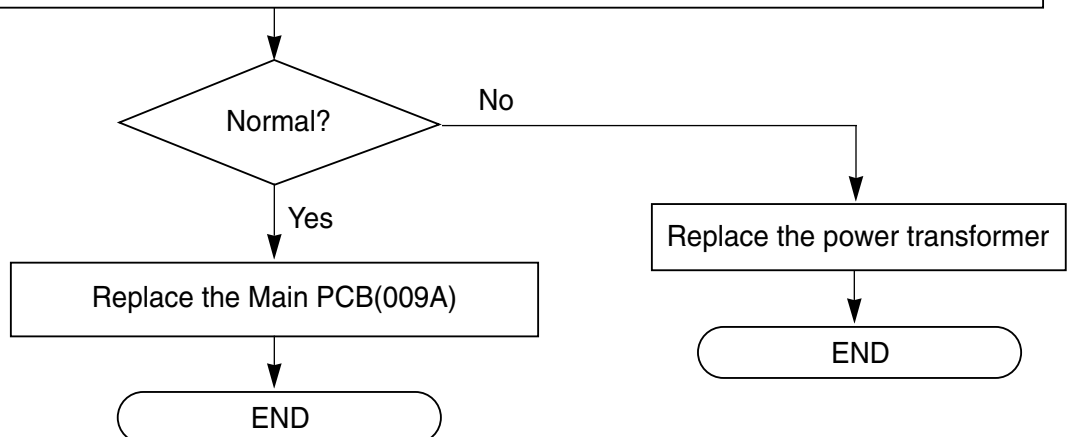 Normal?
No
Yes
Replace the power transformer
Replace the Main PCB(009A)
END
END